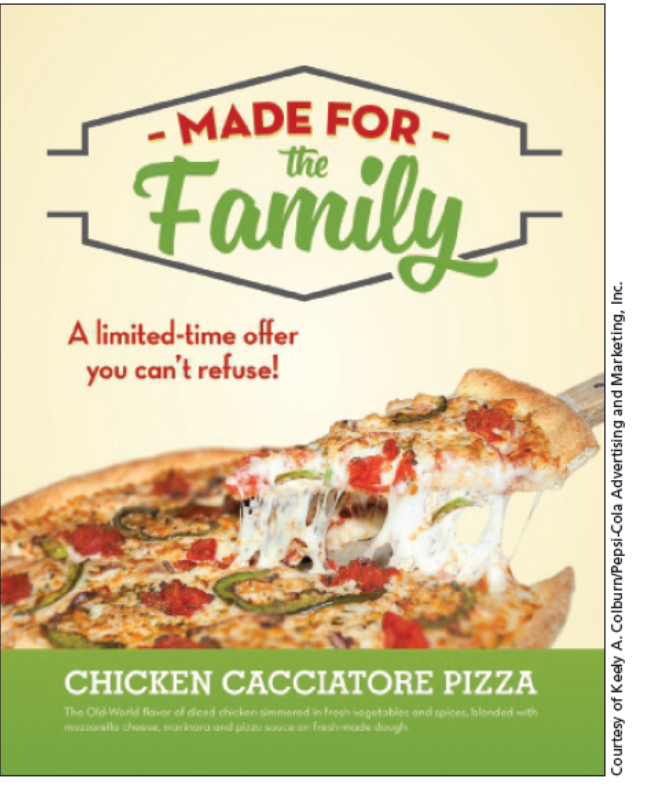 - MADE FOR -
the
Family
A limited-time offer
you can't refuse!
CHICKEN CACCIATORE PIZZA
The Old-World flavor of diced chicken simmered in fresh vegetables and spices, blended with
mozzarella cheese, marinara and pizza sauce on fresh-made dough.
Courtesy of Keely A. Colburn/Pepsi-Cola Advertising and Marketing, Inc.